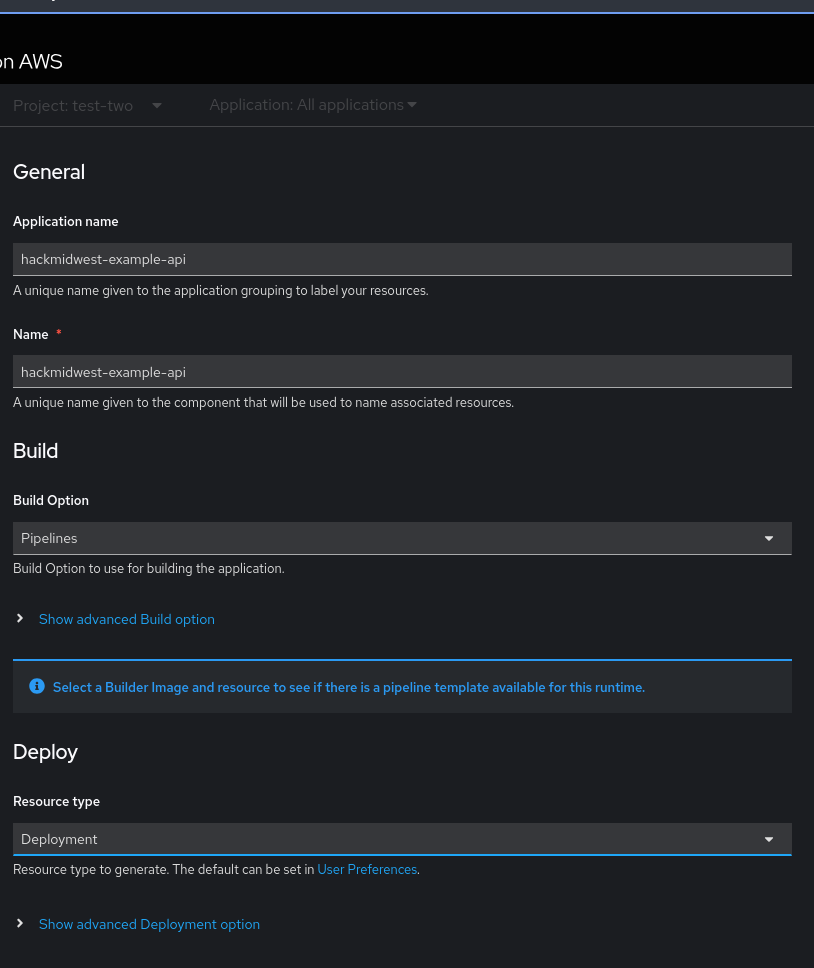 on AWS
Project: test-two
Application: All applications
General
Application name
hackmidwest-example-api
A unique name given to the application grouping to label your resources.
Name *
hackmidwest-example-api
A unique name given to the component that will be used to name associated resources.
Build
Build Option
Pipelines
Build Option to use for building the application.
Show advanced Build option
Select a Builder Image and resource to see if there is a pipeline template available for this runtime.
Deploy
Resource type
Deployment
Resource type to generate. The default can be set in User Preferences.
Show advanced Deployment option